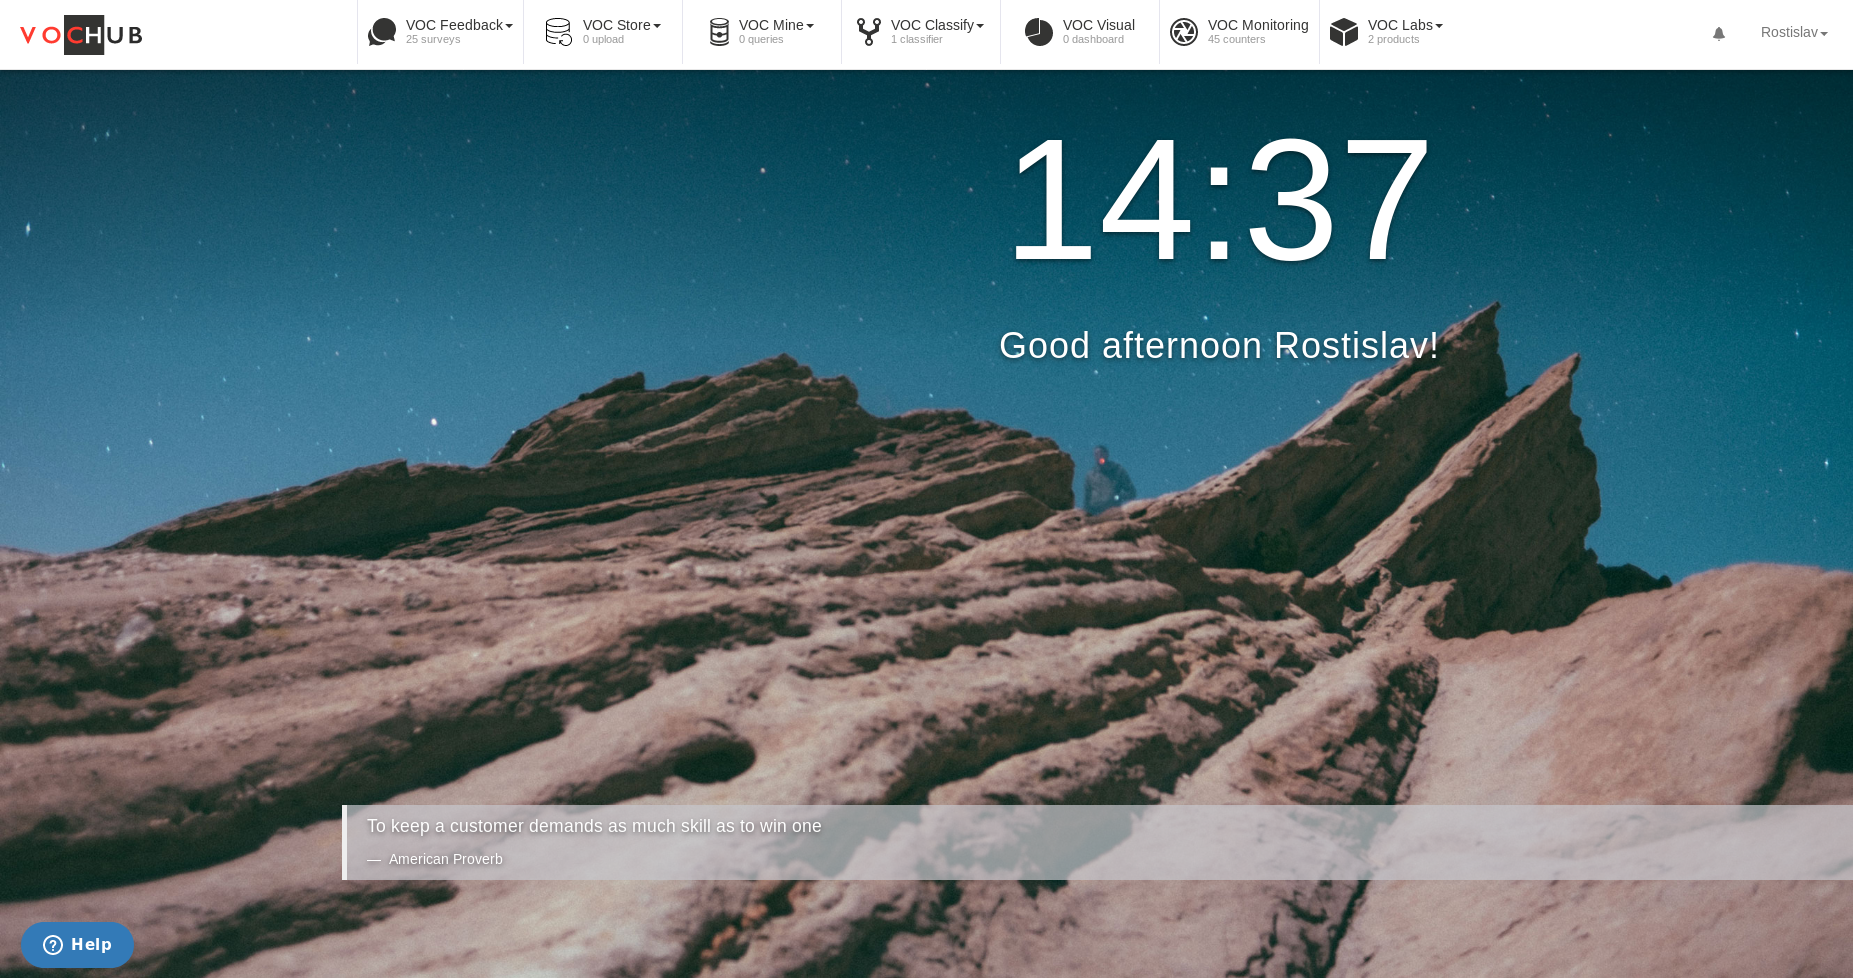 VOCHUB
VOC Feedback
25 surveys
VOC Store
0 upload
VOC Mine
0 queries
VOC Classify
1 classifier
VOC Visual
0 dashboard
VOC Monitoring
45 counters
VOC Labs
2 products
Rostislav
14:37
Good afternoon Rostislav!
To keep a customer demands as much skill as to win one
— American Proverb
Help